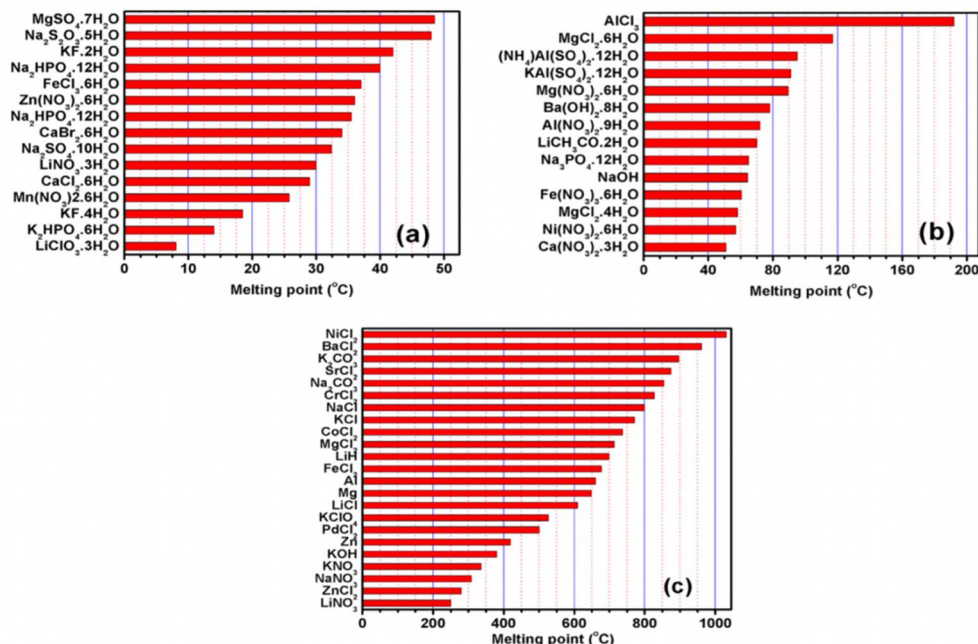 MgSO₄.7H₂O
Na₂S₂O₃.5H₂O
KF.2H₂O
Na₂HPO₄.12H₂O
FeCl₃.6H₂O
Zn(NO₃)₂.6H₂O
Na₂HPO₄.12H₂O
CaBr₂.6H₂O
Na₂SO₄.10H₂O
LiNO₃.3H₂O
CaCl₂.6H₂O
Mn(NO₃)2.6H₂O
KF.4H₂O
K₂HPO₄.6H₂O
LiClO₃.3H₂O
(a)
0 10 20 30 40 50
Melting point (°C)
AlCl₃
MgCl₂.6H₂O
(NH₄)Al(SO₄)₂.12H₂O
KAl(SO₄)₂.12H₂O
Mg(NO₃)₂.6H₂O
Ba(OH)₂.8H₂O
Al(NO₃)₂.9H₂O
LiCH₃CO.2H₂O
Na₃PO₄.12H₂O
NaOH
Fe(NO₃)₃.6H₂O
MgCl₂.4H₂O
Ni(NO₃)₂.6H₂O
Ca(NO₃)₂.3H₂O
(b)
0 40 80 120 160 200
Melting point (°C)
NiCl₂
BaCl₂
K₂CO₃
SrCl₂
Na₂CO₃
CrCl₂
NaCl
KCl
CoCl₂
MgCl₂
LiH
FeCl₂
Al
Mg
LiCl
KClO₄
PdCl₂
Zn
KOH
KNO₃
NaNO₃
ZnCl₂
LiNO₃
(c)
0 200 400 600 800 1000
Melting point (°C)